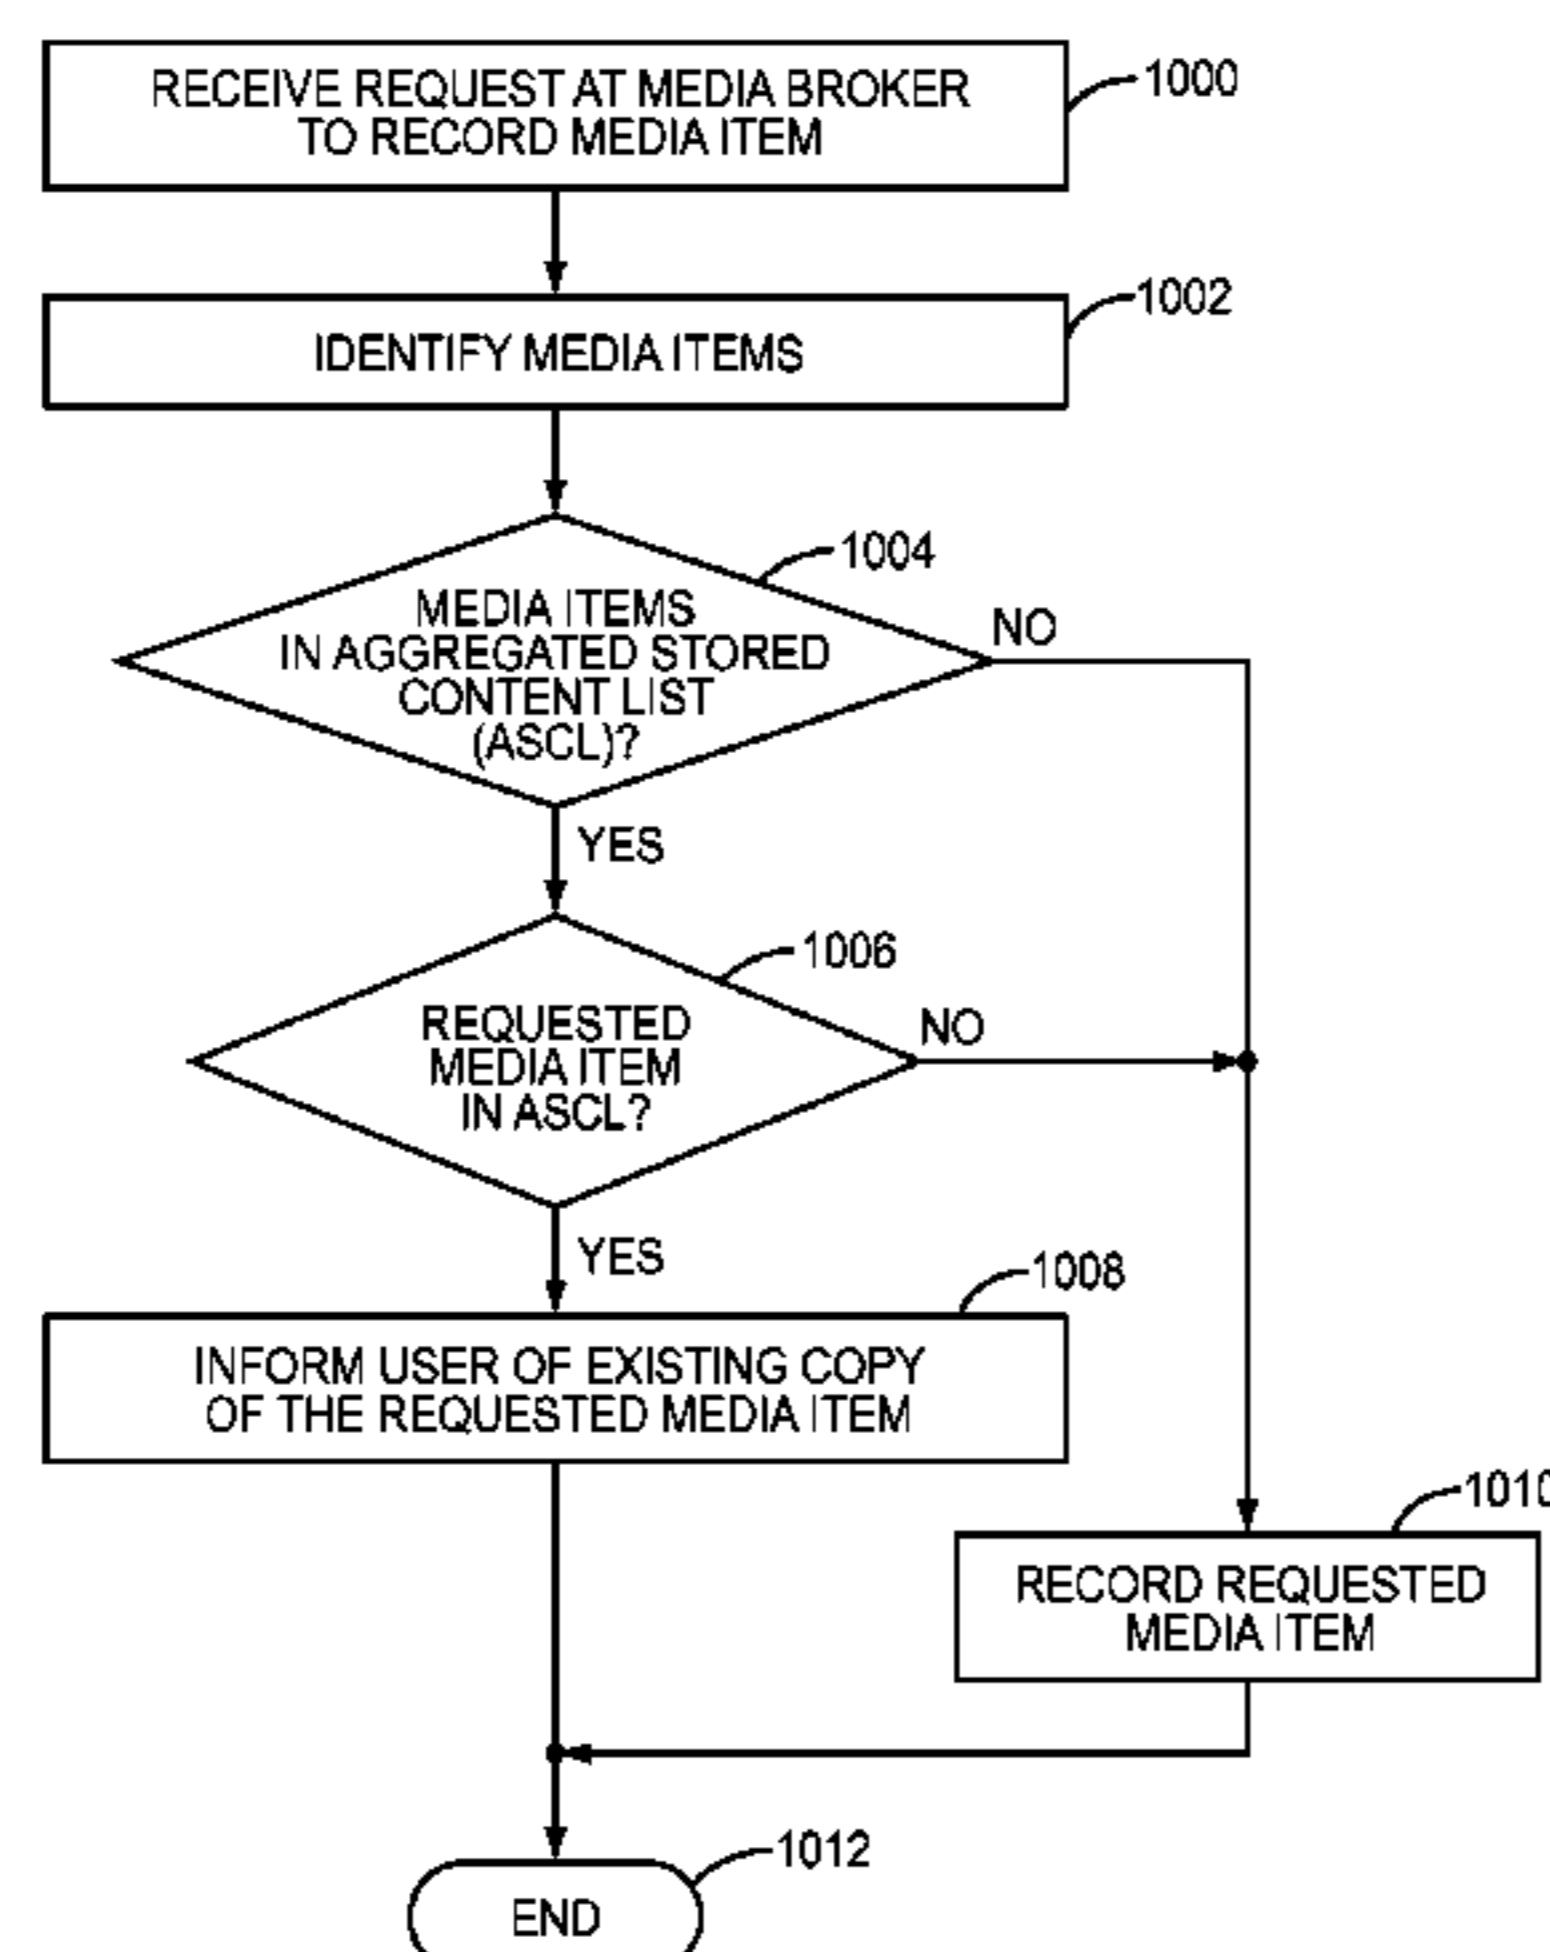 RECEIVE REQUEST AT MEDIA BROKER
TO RECORD MEDIA ITEM
1000
IDENTIFY MEDIA ITEMS
1002
MEDIA ITEMS
IN AGGREGATED STORED
CONTENT LIST
(ASCL)?
1004
NO
YES
REQUESTED
MEDIA ITEM
IN ASCL?
1006
NO
YES
INFORM USER OF EXISTING COPY
OF THE REQUESTED MEDIA ITEM
1008
RECORD REQUESTED
MEDIA ITEM
1010
END
1012